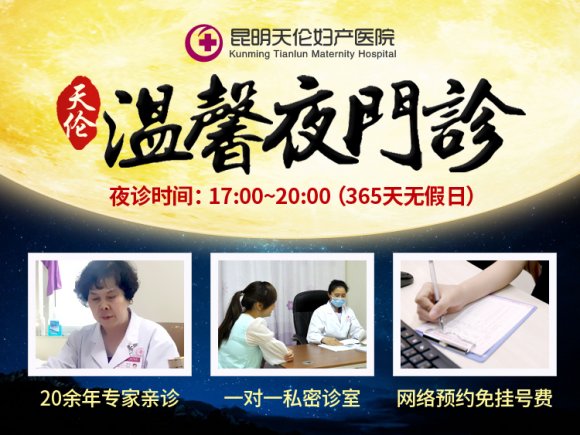 昆明天伦妇产医院
Kunming Tianlun Maternity Hospital
天伦
温馨夜門診
夜诊时间：17:00~20:00（365天无假日）
20余年专家亲诊
一对一私密诊室
网络预约免挂号费